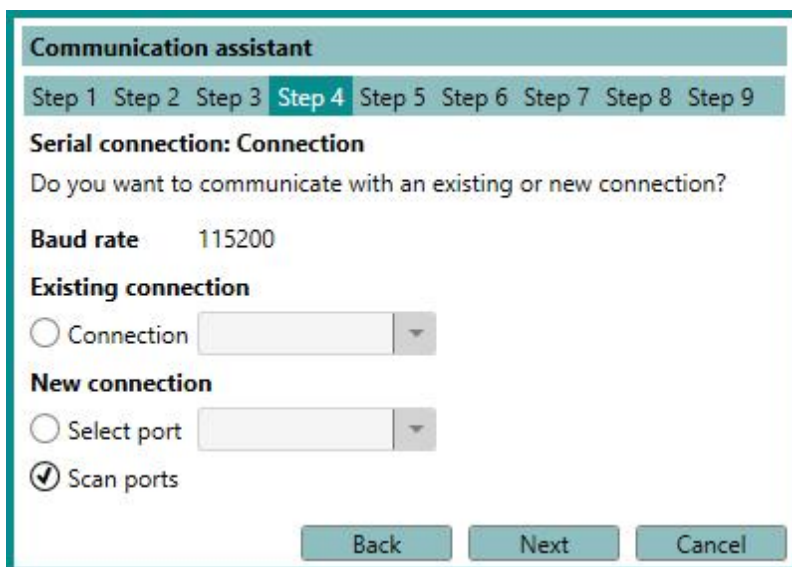 Communication assistant
Step 1 Step 2 Step 3 Step 4 Step 5 Step 6 Step 7 Step 8 Step 9
Serial connection: Connection
Do you want to communicate with an existing or new connection?
Baud rate 115200
Existing connection
Connection
New connection
Select port
Scan ports
Back Next Cancel